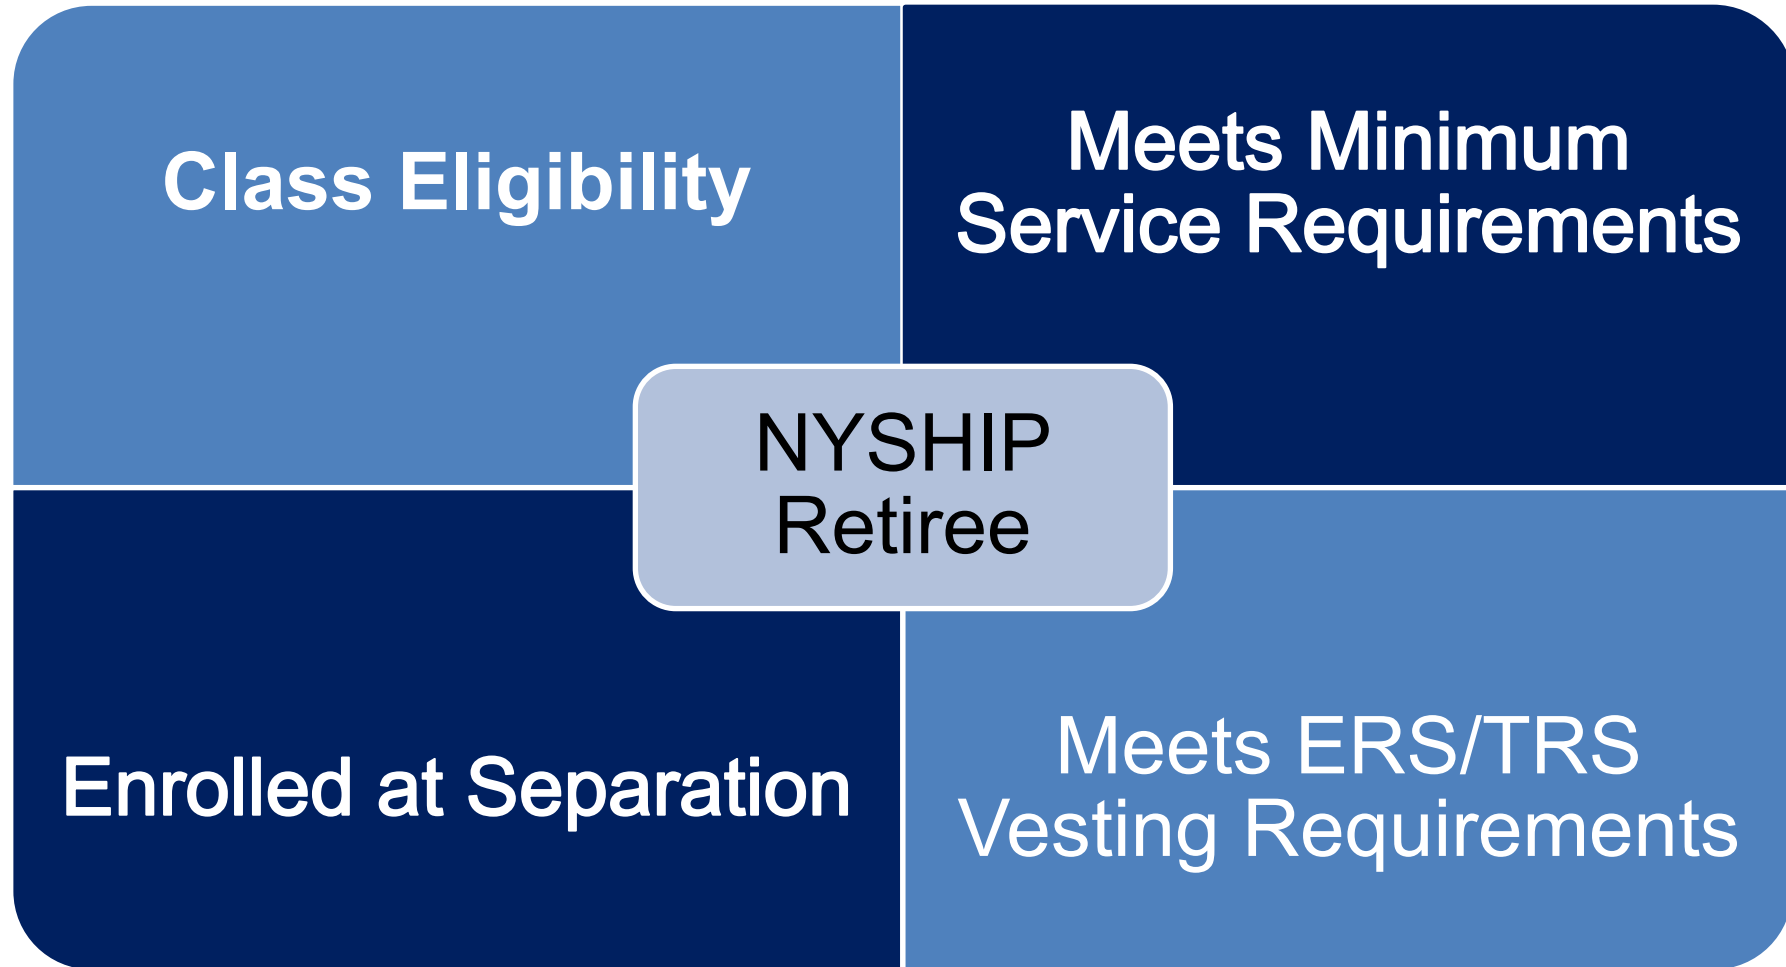 Class Eligibility
Meets Minimum
Service Requirements
NYSHIP
Retiree
Enrolled at Separation
Meets ERS/TRS
Vesting Requirements